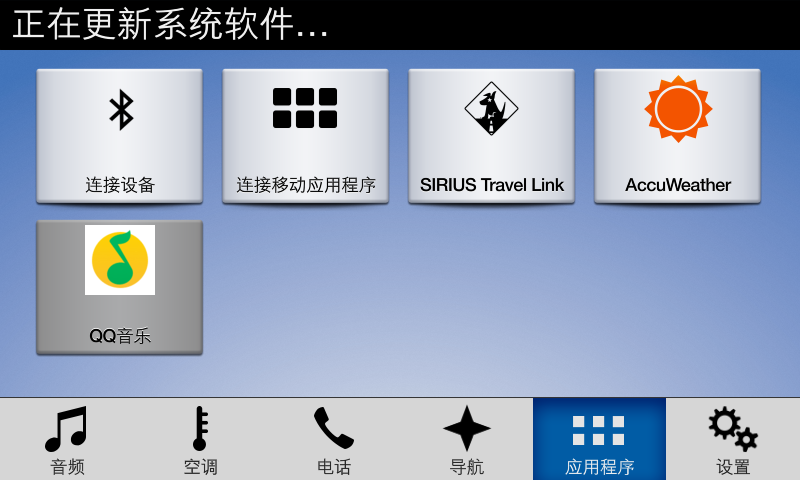 正在更新系统软件...
连接设备
连接移动应用程序
SIRIUS Travel Link
AccuWeather
QQ音乐
音频
空调
电话
导航
应用程序
设置